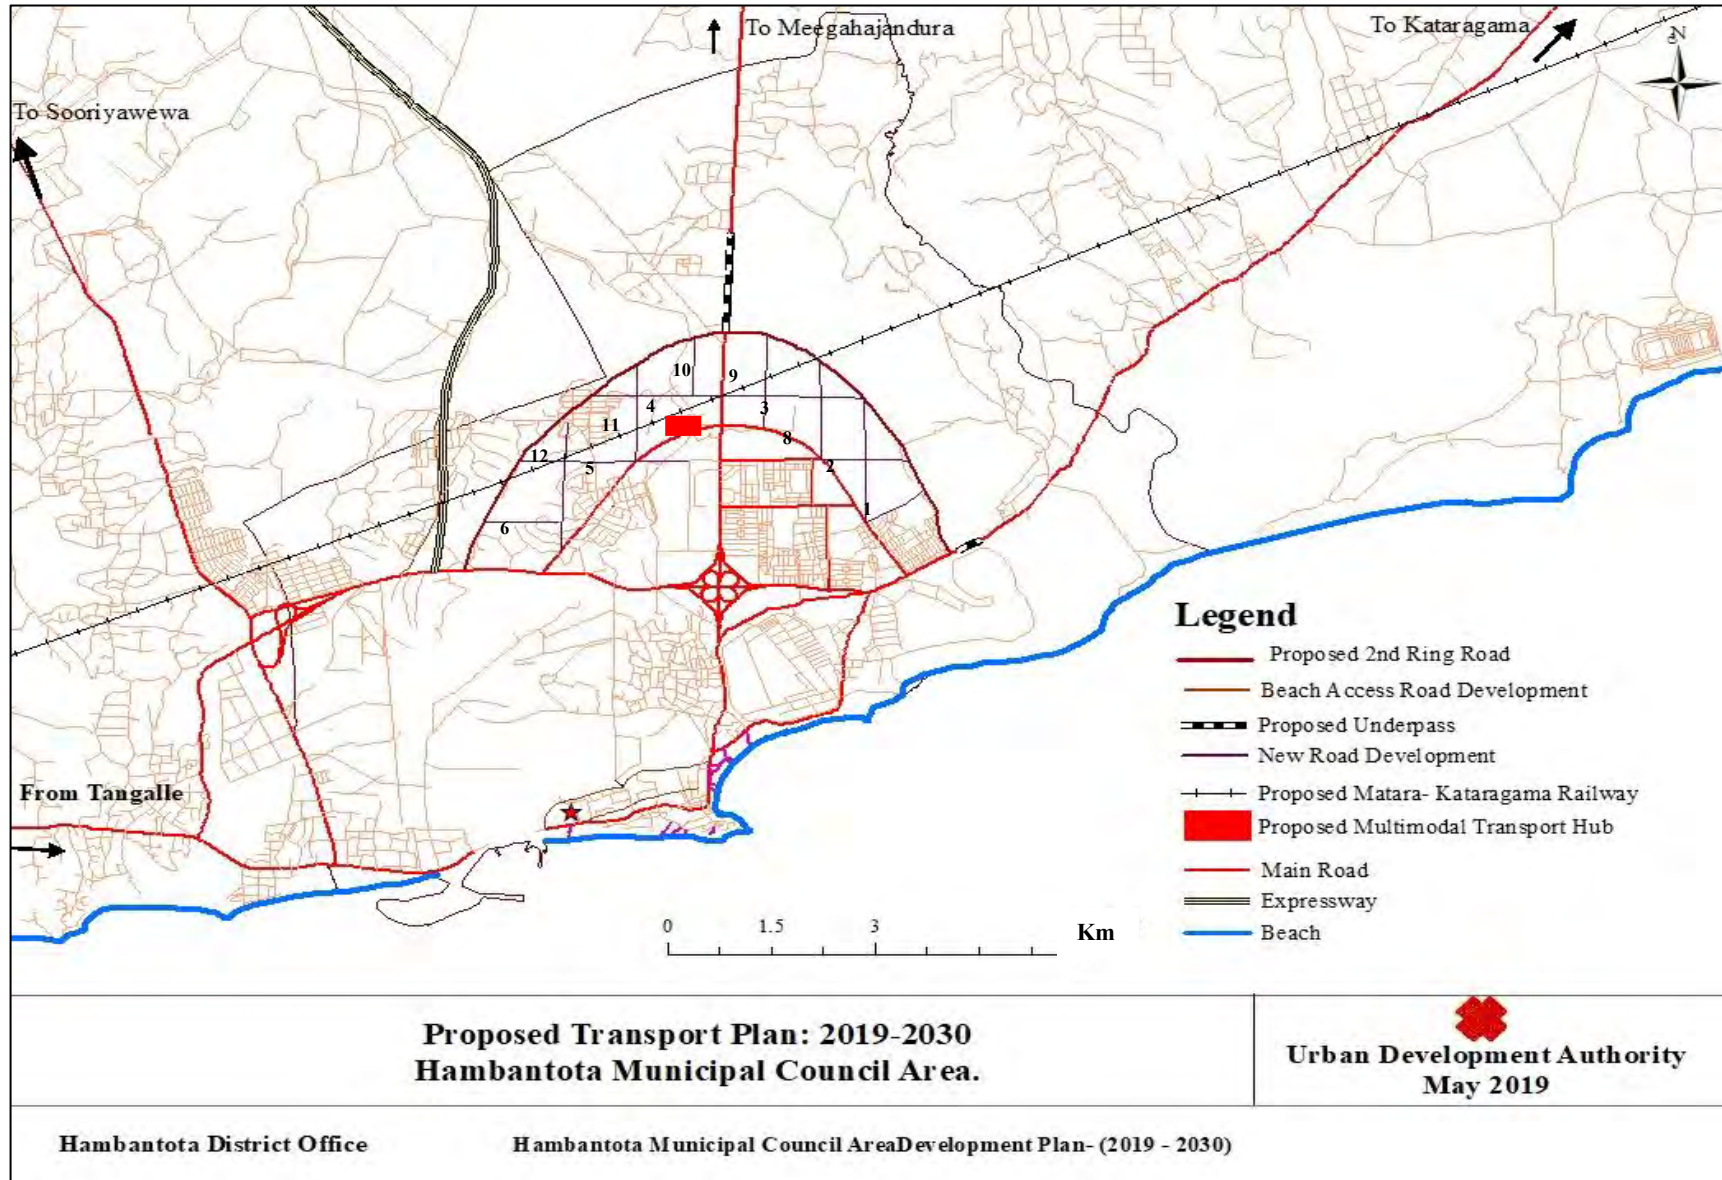 To Meegahajandura
To Kataragama
N
To Sooriyawewa
10
9
4
3
11
8
12
5
2
1
6
Legend
Proposed 2nd Ring Road
Beach Access Road Development
Proposed Underpass
New Road Development
From Tangalle
Proposed Matara- Kataragama Railway
Proposed Multimodal Transport Hub
Main Road
Expressway
Beach
0 1.5 3
Km
Proposed Transport Plan: 2019-2030
Hambantota Municipal Council Area.
Urban Development Authority
May 2019
Hambantota District Office
Hambantota Municipal Council AreaDevelopment Plan- (2019 - 2030)